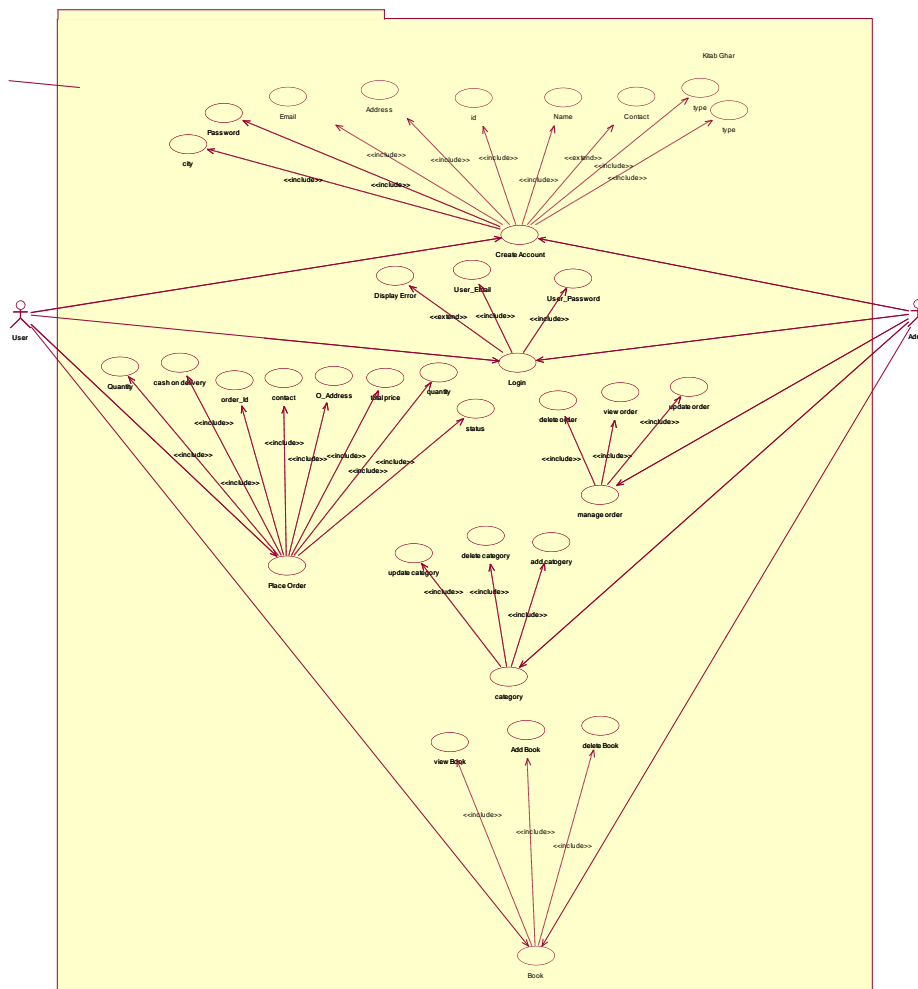 Kitab Ghar
Email
Address
id
Name
Contact
type
type
Password
city
<<include>>
<<include>>
<<include>>
<<include>>
<<include>>
<<include>>
<<extend>>
<<include>>
<<include>>
Create Account
Display Error
User_Email
User_Password
<<extend>>
<<include>>
<<include>>
User
Login
Quantity
cash on delivery
order_Id
contact
O_Address
total price
quantity
status
<<include>>
<<include>>
<<include>>
<<include>>
<<include>>
<<include>>
<<include>>
<<include>>
Place Order
delete order
view order
update order
<<include>>
<<include>>
<<include>>
manage order
update category
delete category
add catogery
<<include>>
<<include>>
<<include>>
category
view Book
Add Book
delete Book
<<include>>
<<include>>
<<include>>
Book